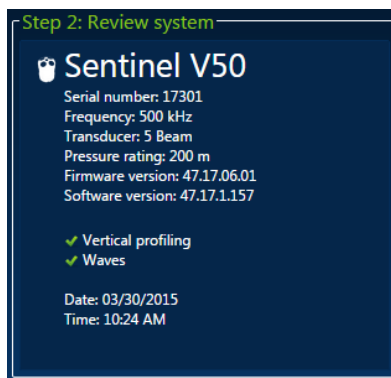 Step 2: Review system
Sentinel V50
Serial number: 17301
Frequency: 500 kHz
Transducer: 5 Beam
Pressure rating: 200 m
Firmware version: 47.17.06.01
Software version: 47.17.1.157
Vertical profiling
Waves
Date: 03/30/2015
Time: 10:24 AM